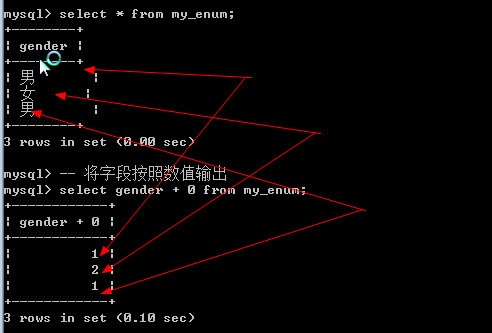 mysql> select * from my_enum;
+--------+
| gender |
+--------+
| 男 |
| 女 |
| 男 |
+--------+
3 rows in set (0.00 sec)
mysql> -- 将字段按照数值输出
mysql> select gender + 0 from my_enum;
+------------+
| gender + 0 |
+------------+
| 1 |
| 2 |
| 1 |
+------------+
3 rows in set (0.10 sec)